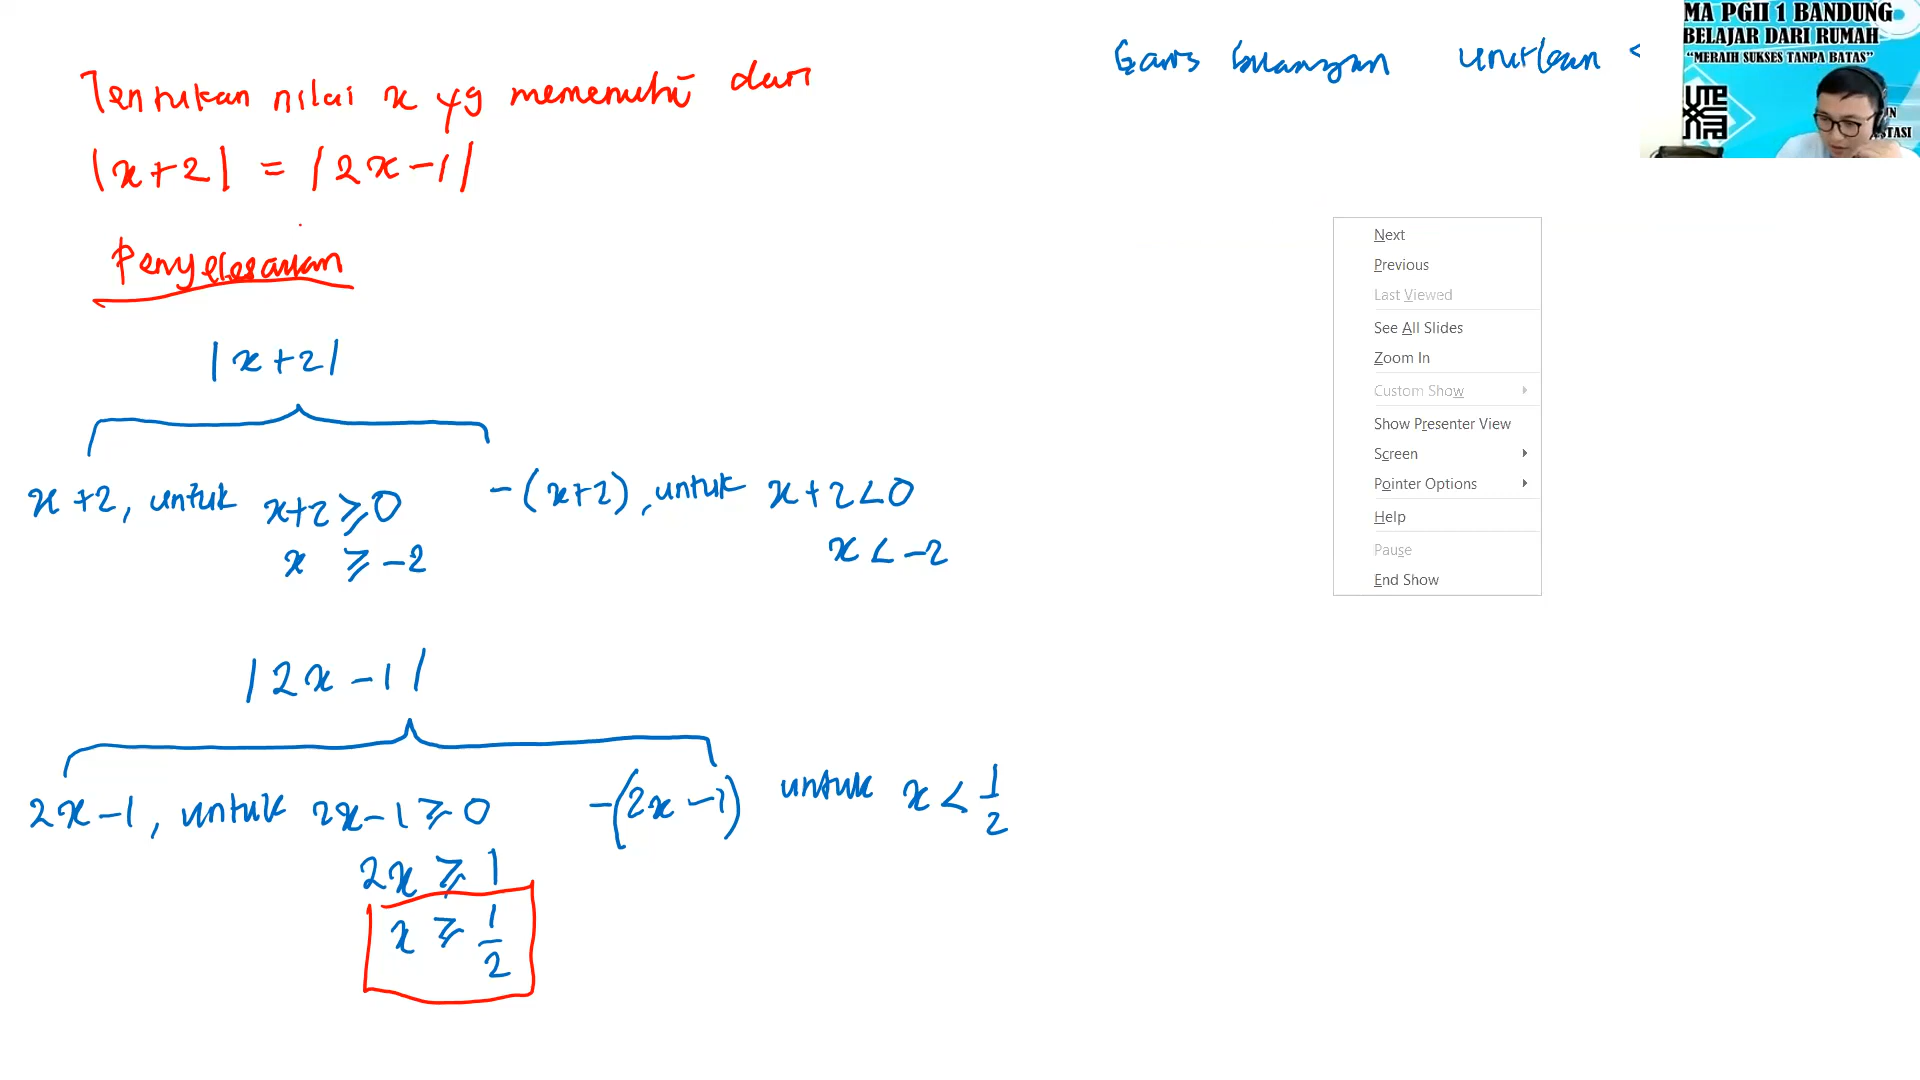 Tentukan nilai x yg memenuhi dari
|x+2| = |2x-1|
Penyelesaian
|x+2|
x+2, untuk x+2 ≥ 0
x ≥ -2
-(x+2), untuk x+2 < 0
x < -2
|2x-1|
2x-1, untuk 2x-1 ≥ 0
2x ≥ 1
x ≥ 1/2
-(2x-1) untuk x < 1/2
Garis bilangan urutkan <
MA PGII 1 BANDUNG
BELAJAR DARI RUMAH
"MERAIH SUKSES TANPA BATAS"
Next
Previous
Last Viewed
See All Slides
Zoom In
Custom Show
Show Presenter View
Screen
Pointer Options
Help
Pause
End Show